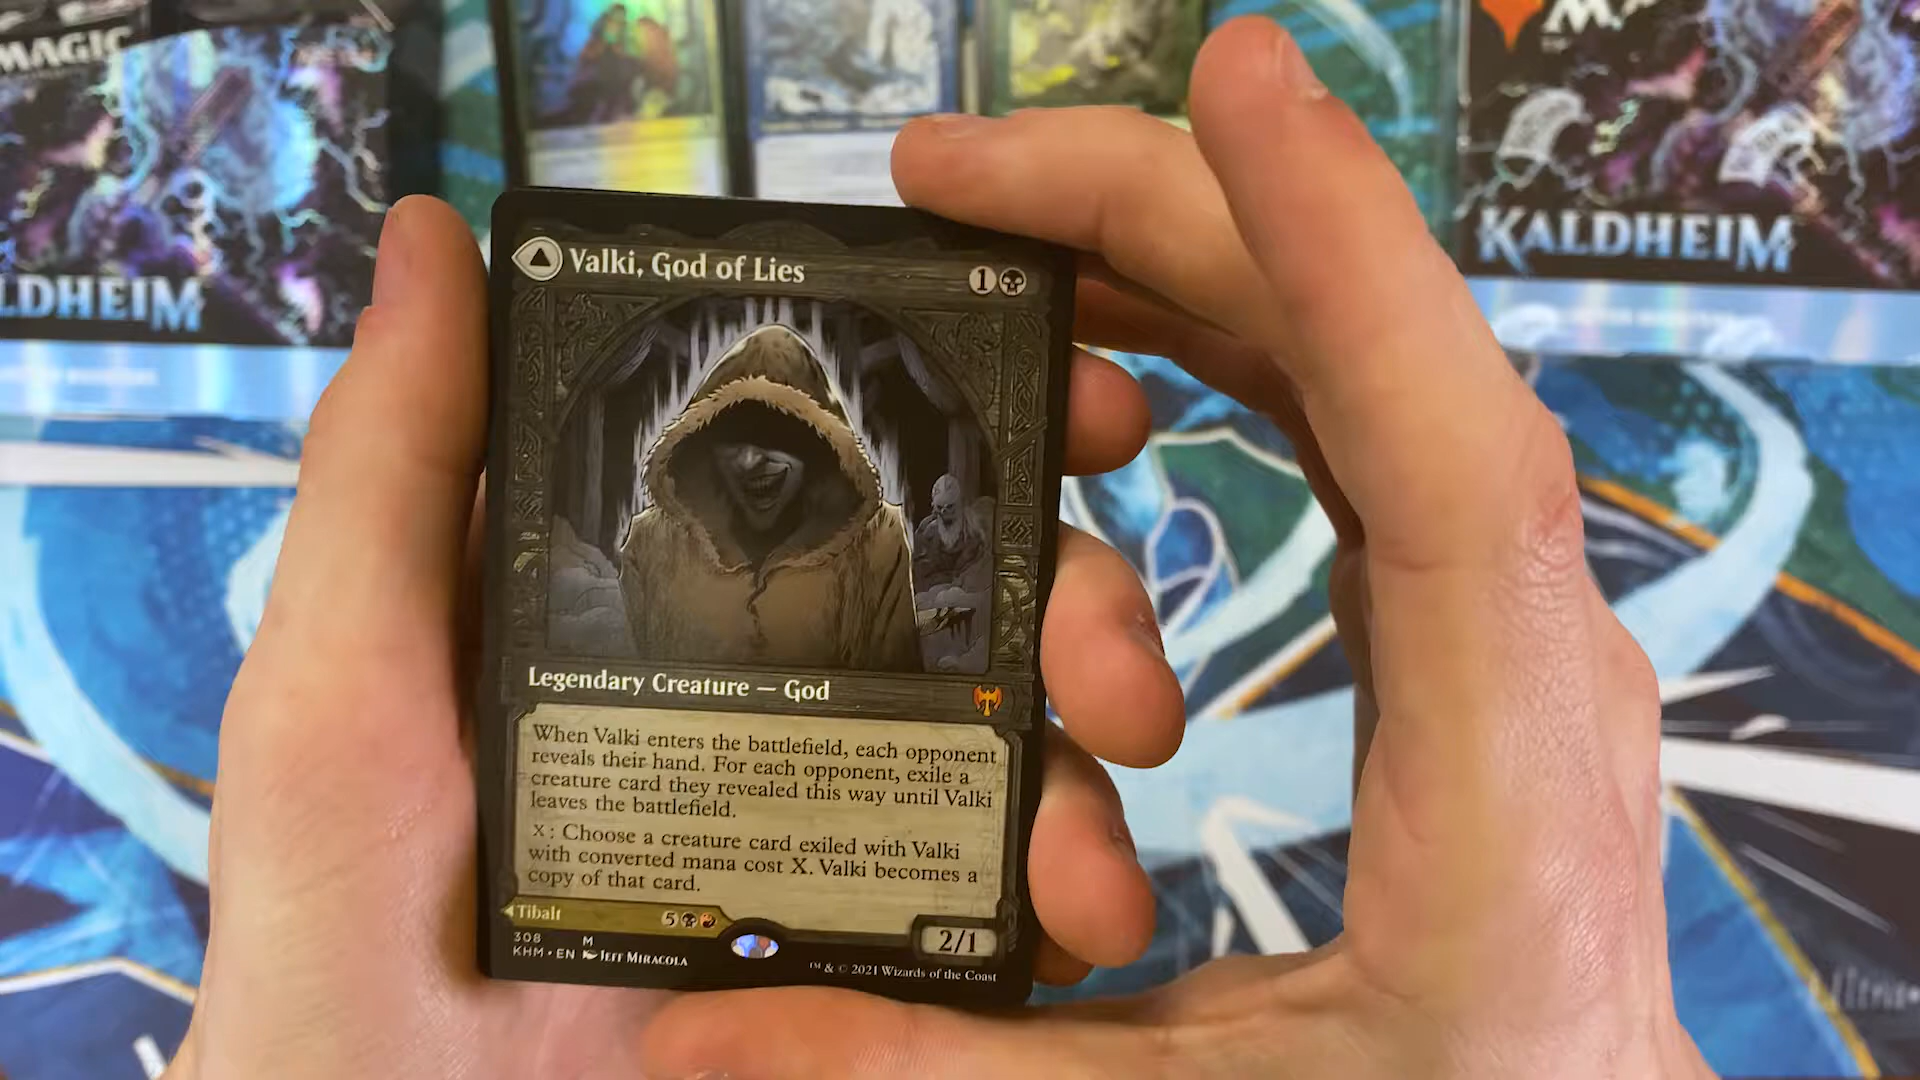 MAGIC
LDHEIM
KALDHEIM
Valki, God of Lies
1
Legendary Creature — God
When Valki enters the battlefield, each opponent
reveals their hand. For each opponent, exile a
creature card they revealed this way until Valki
leaves the battlefield.
X: Choose a creature card exiled with Valki
with converted mana cost X. Valki becomes a
copy of that card.
Tibalt 5
2/1
308 M
KHM • EN JEFF MIRACOLA
™ & © 2021 Wizards of the Coast